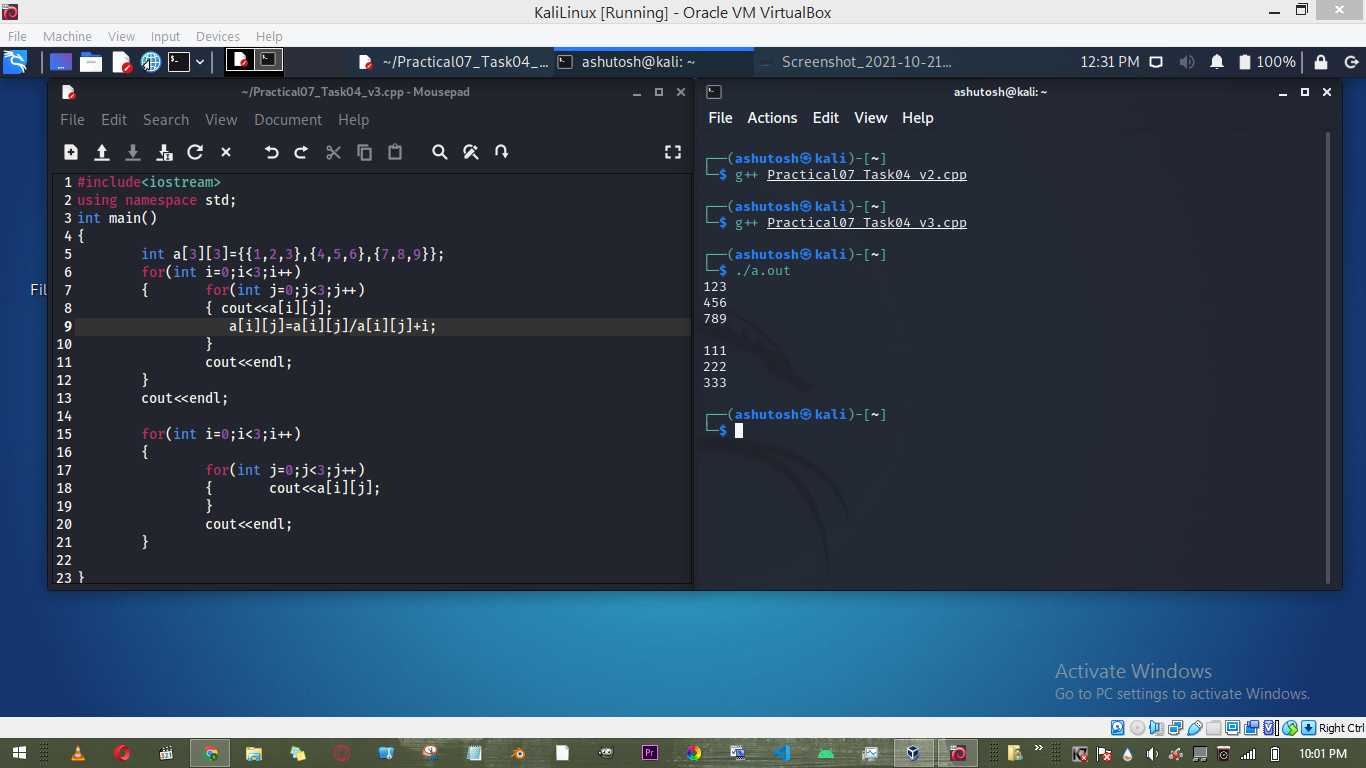 KaliLinux [Running] - Oracle VM VirtualBox
File Machine View Input Devices Help
~/Practical07_Task04_... ashutosh@kali: ~ Screenshot_2021-10-21... 12:31 PM 100%
~/Practical07_Task04_v3.cpp - Mousepad
File Edit Search View Document Help
1 #include<iostream>
2 using namespace std;
3 int main()
4 {
5 int a[3][3]={{1,2,3},{4,5,6},{7,8,9}};
6 for(int i=0;i<3;i++)
7 { for(int j=0;j<3;j++)
8 { cout<<a[i][j];
9 a[i][j]=a[i][j]/a[i][j]+i;
10 }
11 cout<<endl;
12 }
13 cout<<endl;
14
15 for(int i=0;i<3;i++)
16 {
17 for(int j=0;j<3;j++)
18 { cout<<a[i][j];
19 }
20 cout<<endl;
21 }
22
23 }
ashutosh@kali: ~
File Actions Edit View Help
(ashutosh㉿kali)-[~]
$ g++ Practical07_Task04_v2.cpp
(ashutosh㉿kali)-[~]
$ g++ Practical07_Task04_v3.cpp
(ashutosh㉿kali)-[~]
$ ./a.out
123
456
789
111
222
333
(ashutosh㉿kali)-[~]
$
Fil
Activate Windows
Go to PC settings to activate Windows.
Right Ctrl
Pr
10:01 PM